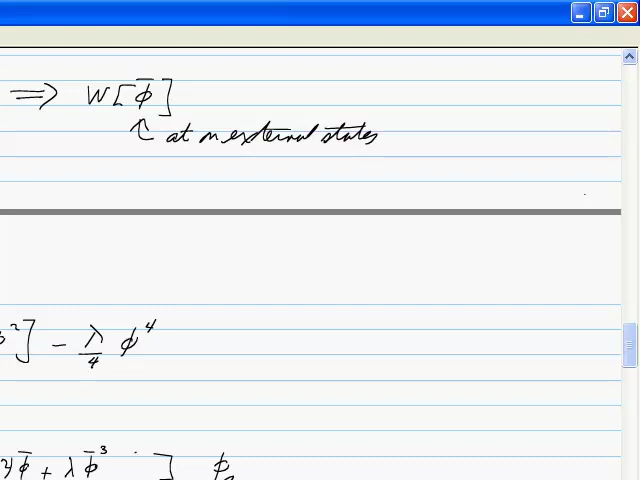 ⟹ W[ϕ̄]
↑ at n external states
²] − λ/4 ϕ⁴
ϕ̄ + λϕ̄³ ] ϕ